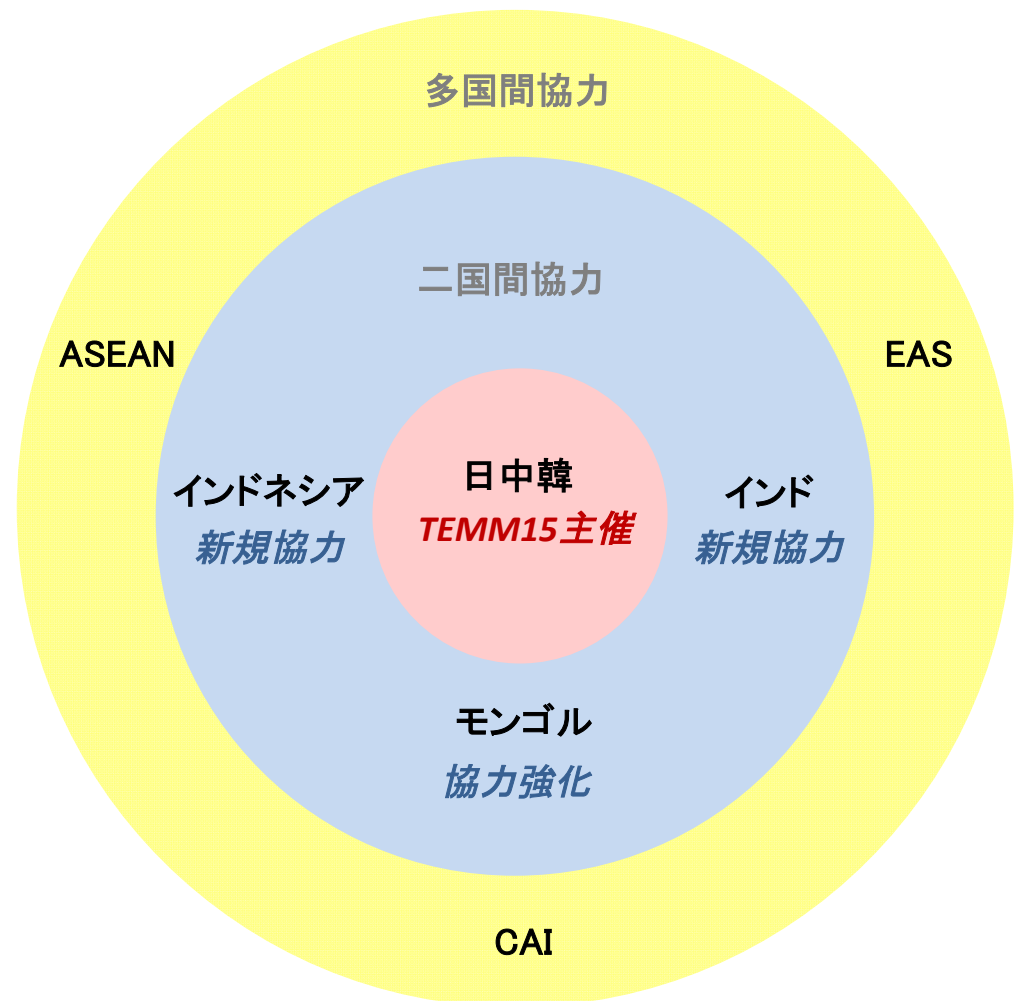 多国間協力
二国間協力
ASEAN
EAS
日中韓
TEMM15主催
インドネシア
新規協力
インド
新規協力
モンゴル
協力強化
CAI